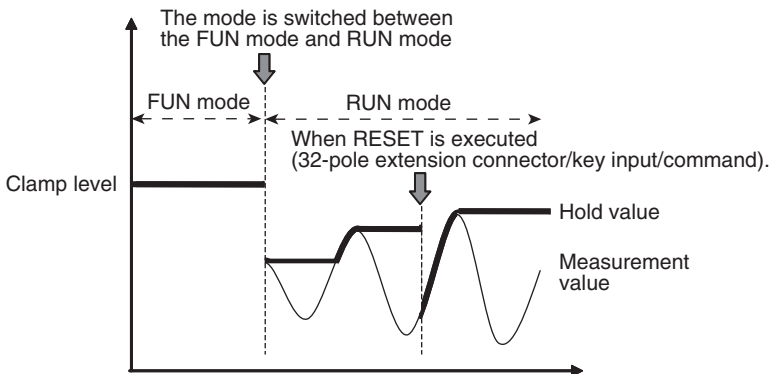 The mode is switched between
the FUN mode and RUN mode
FUN mode
RUN mode
When RESET is executed
(32-pole extension connector/key input/command).
Clamp level
Hold value
Measurement
value